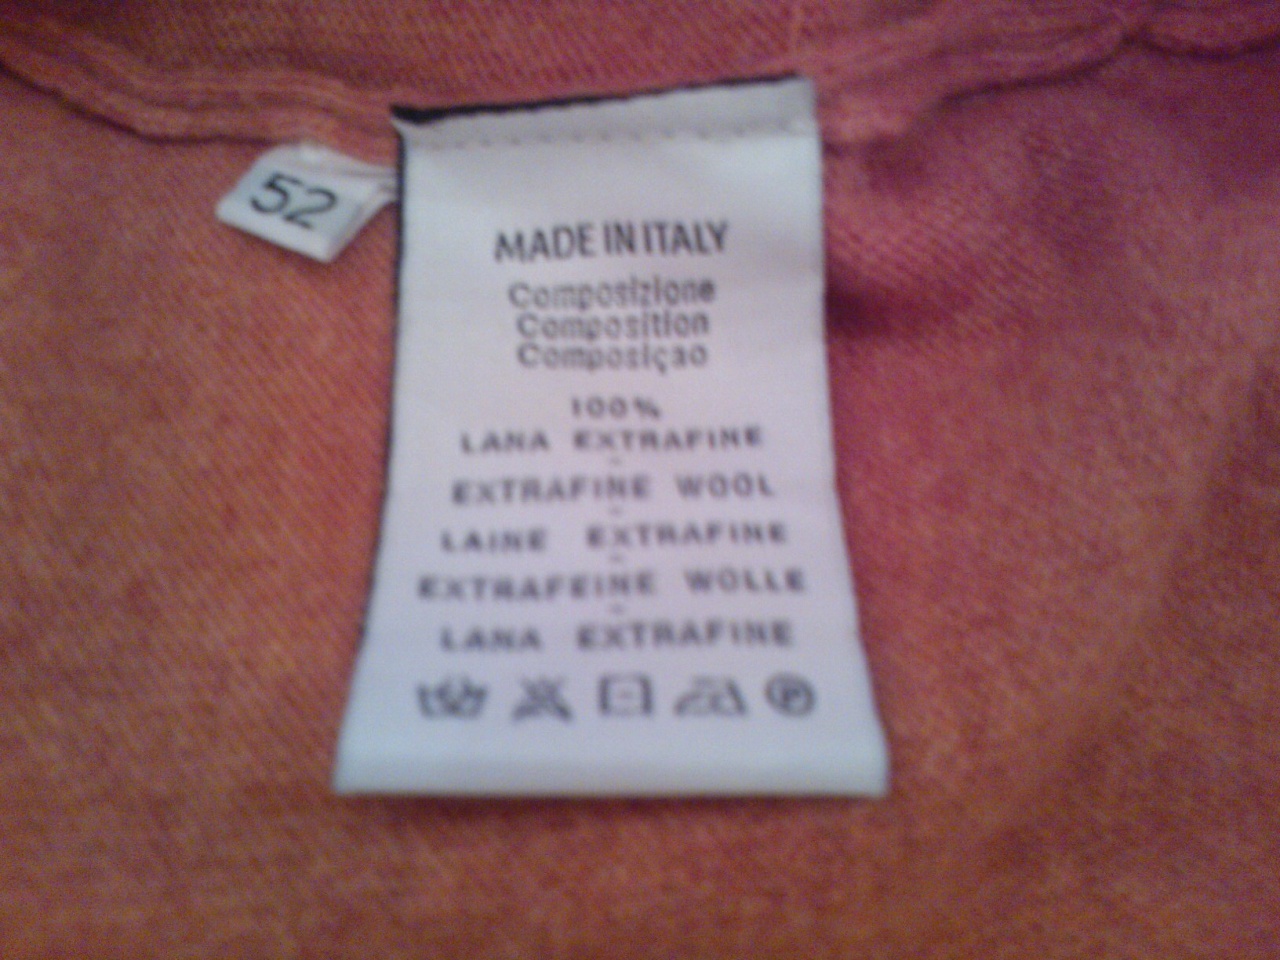 52
MADE IN ITALY
Composizione
Composition
Composiçao
100%
LANA EXTRAFINE
-
EXTRAFINE WOOL
-
LAINE EXTRAFINE
-
EXTRAFEINE WOLLE
-
LANA EXTRAFINE
P